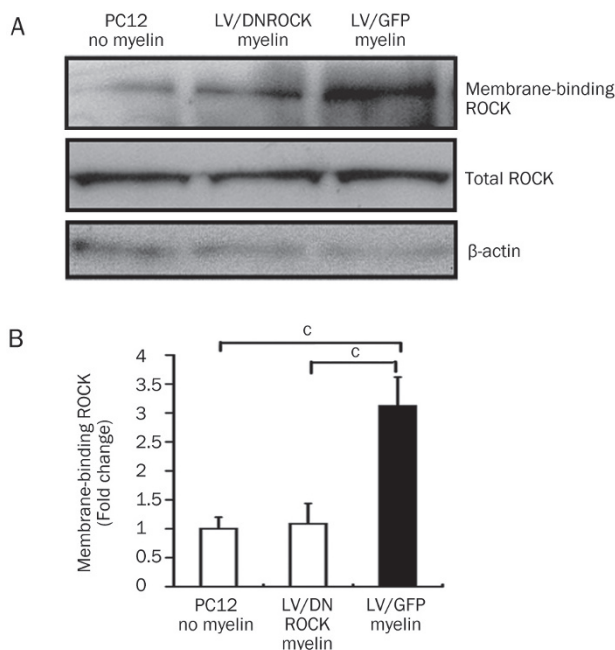 A
PC12
no myelin
LV/DNROCK
myelin
LV/GFP
myelin
Membrane-binding
ROCK
Total ROCK
β-actin
B
Membrane-binding ROCK
(Fold change)
4
3.5
3
2.5
2
1.5
1
0.5
0
c
c
PC12
no myelin
LV/DN
ROCK
myelin
LV/GFP
myelin